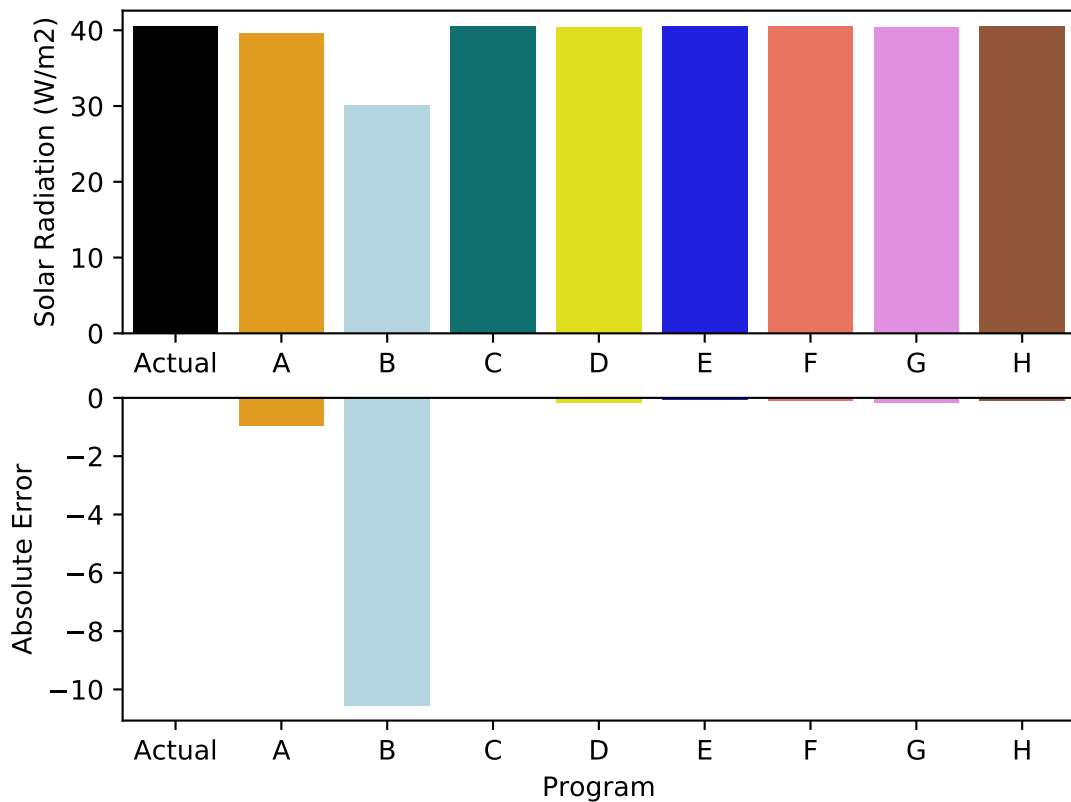 Solar Radiation (W/m2)
40
30
20
10
0
Actual A B C D E F G H
Absolute Error
0
−2
−4
−6
−8
−10
Actual A B C D E F G H
Program